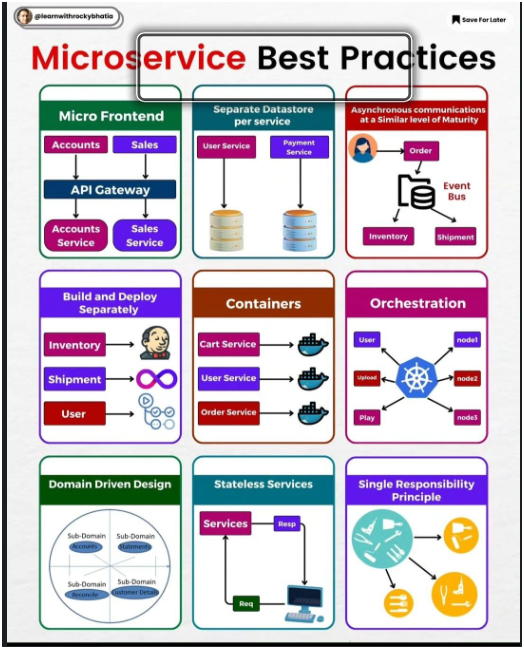 @learnwithrockybhatia
Save For Later
Microservice Best Practices
Micro Frontend
Accounts
Sales
API Gateway
Accounts
Service
Sales
Service
Separate Datastore
per service
User Service
Payment
Service
Asynchronous communications
at a Similar level of Maturity
Order
Event
Bus
Inventory
Shipment
Build and Deploy
Separately
Inventory
Shipment
User
Containers
Cart Service
User Service
Order Service
Orchestration
User
node1
Upload
node2
Play
node3
Domain Driven Design
Sub-Domain
Accounts
Sub-Domain
Statements
Sub-Domain
Reconcile
Sub-Domain
Customer Details
Stateless Services
Services
Resp
Req
Single Responsibility
Principle